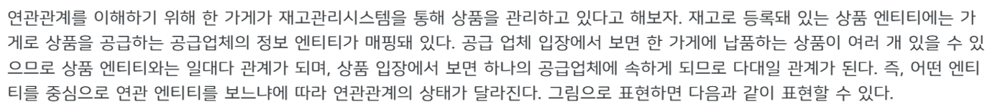 연관관계를 이해하기 위해 한 가게가 재고관리시스템을 통해 상품을 관리하고 있다고 해보자. 재고로 등록돼 있는 상품 엔티티에는 가
게로 상품을 공급하는 공급업체의 정보 엔티티가 매핑돼 있다. 공급 업체 입장에서 보면 한 가게에 납품하는 상품이 여러 개 있을 수 있
으므로 상품 엔티티와는 일대다 관계가 되며, 상품 입장에서 보면 하나의 공급업체에 속하게 되므로 다대일 관계가 된다. 즉, 어떤 엔티
티를 중심으로 연관 엔티티를 보느냐에 따라 연관관계의 상태가 달라진다. 그림으로 표현하면 다음과 같이 표현할 수 있다.